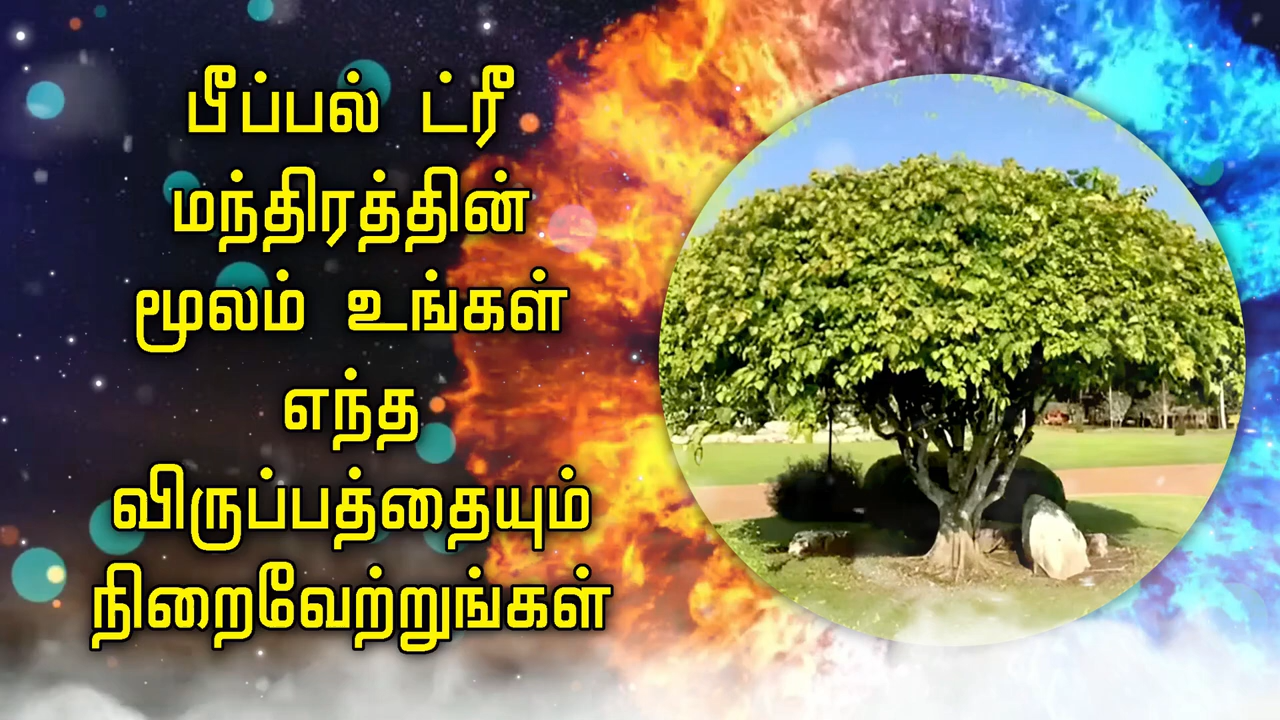 பீப்பல் ட்ரீ
மந்திரத்தின்
மூலம் உங்கள்
எந்த
விருப்பத்தையும்
நிறைவேற்றுங்கள்